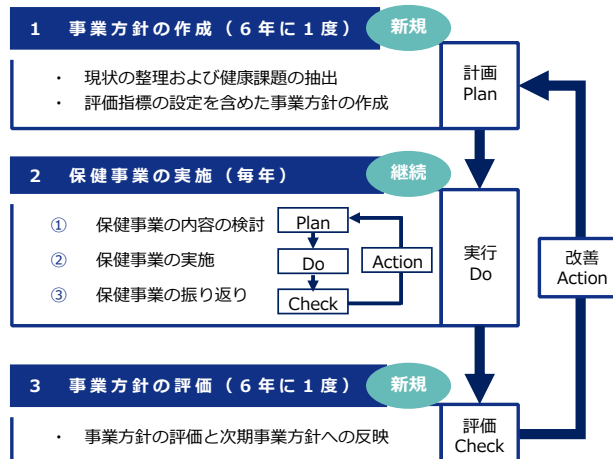 1 事業方針の作成（6年に1度） 新規
・ 現状の整理および健康課題の抽出
・ 評価指標の設定を含めた事業方針の作成
計画
Plan
2 保健事業の実施（毎年） 継続
① 保健事業の内容の検討
② 保健事業の実施
③ 保健事業の振り返り
Plan
Do
Check
Action
実行
Do
改善
Action
3 事業方針の評価（6年に1度） 新規
・ 事業方針の評価と次期事業方針への反映
評価
Check